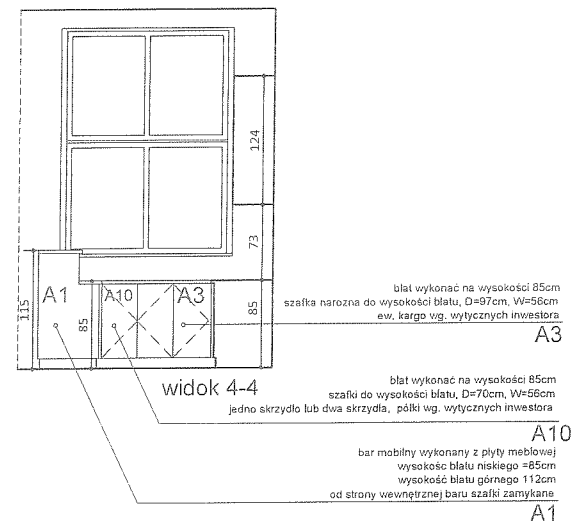 124
73
A1
A10
A3
115
85
85
widok 4-4
blat wykonać na wysokości 85cm
szafka narozna do wysokości blatu, D=97cm, W=56cm
ew. kargo wg. wytycznych inwestora
A3
blat wykonać na wysokości 85cm
szafki do wysokości blatu, D=70cm, W=56cm
jedno skrzydło lub dwa skrzydła, półki wg. wytycznych inwestora
A10
bar mobilny wykonany z płyty meblowej
wysokośc blatu niskiego =85cm
wysokość blatu górnego 112cm
od strony wewnętrznej baru szafki zamykane
A1